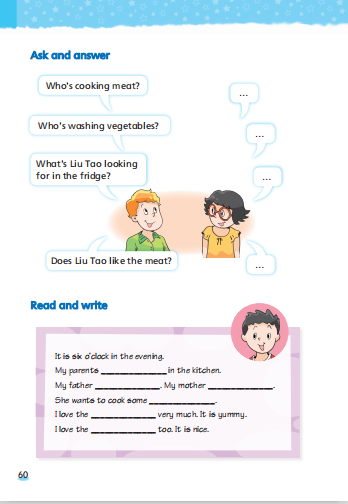 Ask and answer
Who's cooking meat?
...
Who's washing vegetables?
...
What's Liu Tao looking
for in the fridge?
...
Does Liu Tao like the meat?
...
Read and write
It is six o'clock in the evening.
My parents ____________ in the kitchen.
My father ____________. My mother ____________.
She wants to cook some ____________.
I love the ____________ very much. It is yummy.
I love the ____________ too. It is nice.
60